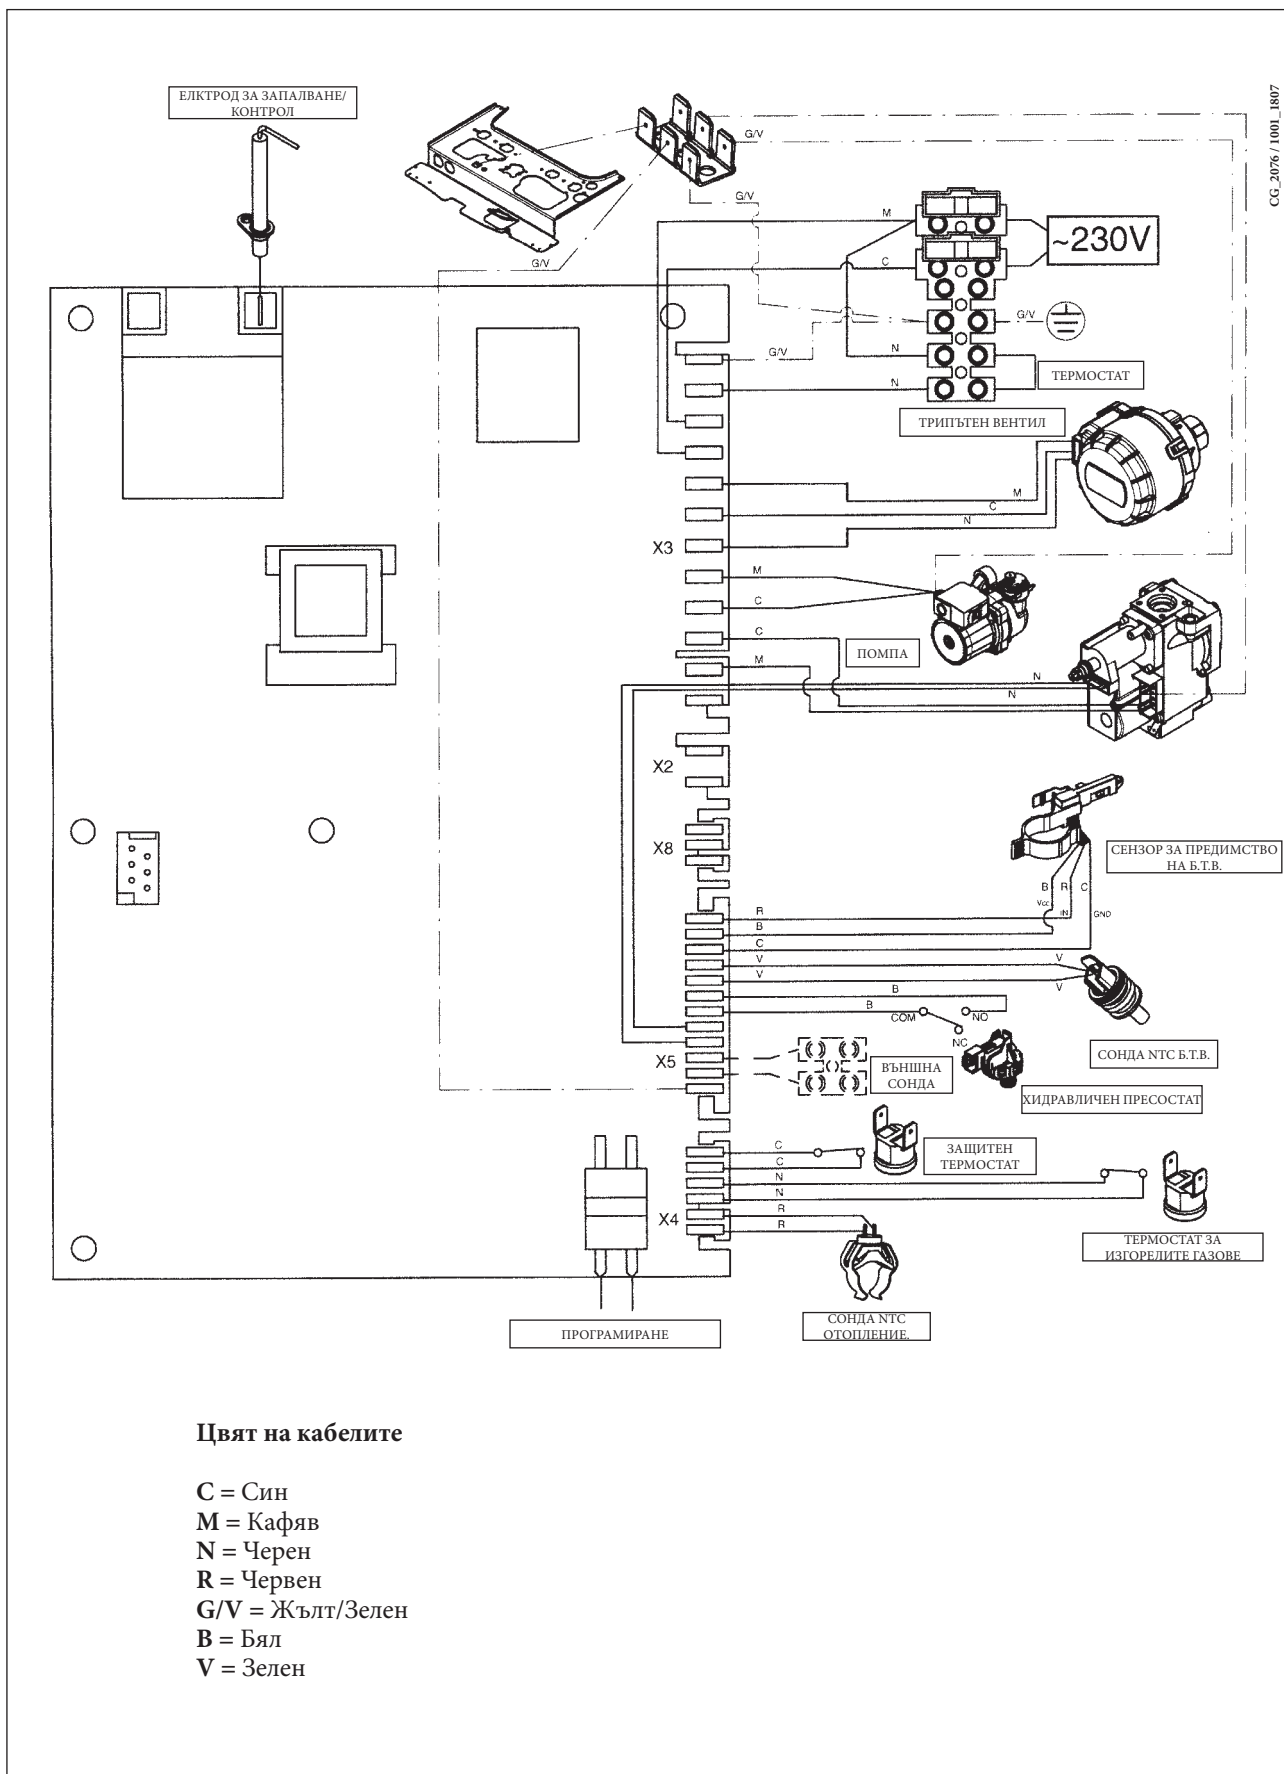 CG_2076 / 1001_1807
ЕЛКТРОД ЗА ЗАПАЛВАНЕ/
КОНТРОЛ
G/V
G/V
G/V
M
~230V
C
G/V
G/V
N
N
ТЕРМОСТАТ
ТРИПЪТЕН ВЕНТИЛ
M
C
N
X3
M
C
ПОМПА
C
M
N
N
X2
X8
СЕНЗОР ЗА ПРЕДИМСТВО
НА Б.Т.В.
B
R
C
Vcc
IN
GND
R
B
C
V
V
V
V
B
B
COM
NO
NC
СОНДА NTC Б.Т.В.
X5
ВЪНШНА
СОНДА
ХИДРАВЛИЧЕН ПРЕСОСТАТ
C
C
N
N
R
R
ЗАЩИТЕН
ТЕРМОСТАТ
X4
ТЕРМОСТАТ ЗА
ИЗГОРЕЛИТЕ ГАЗОВЕ
СОНДА NTC
ОТОПЛЕНИЕ.
ПРОГРАМИРАНЕ
Цвят на кабелите
C = Син
M = Кафяв
N = Черен
R = Червен
G/V = Жълт/Зелен
B = Бял
V = Зелен